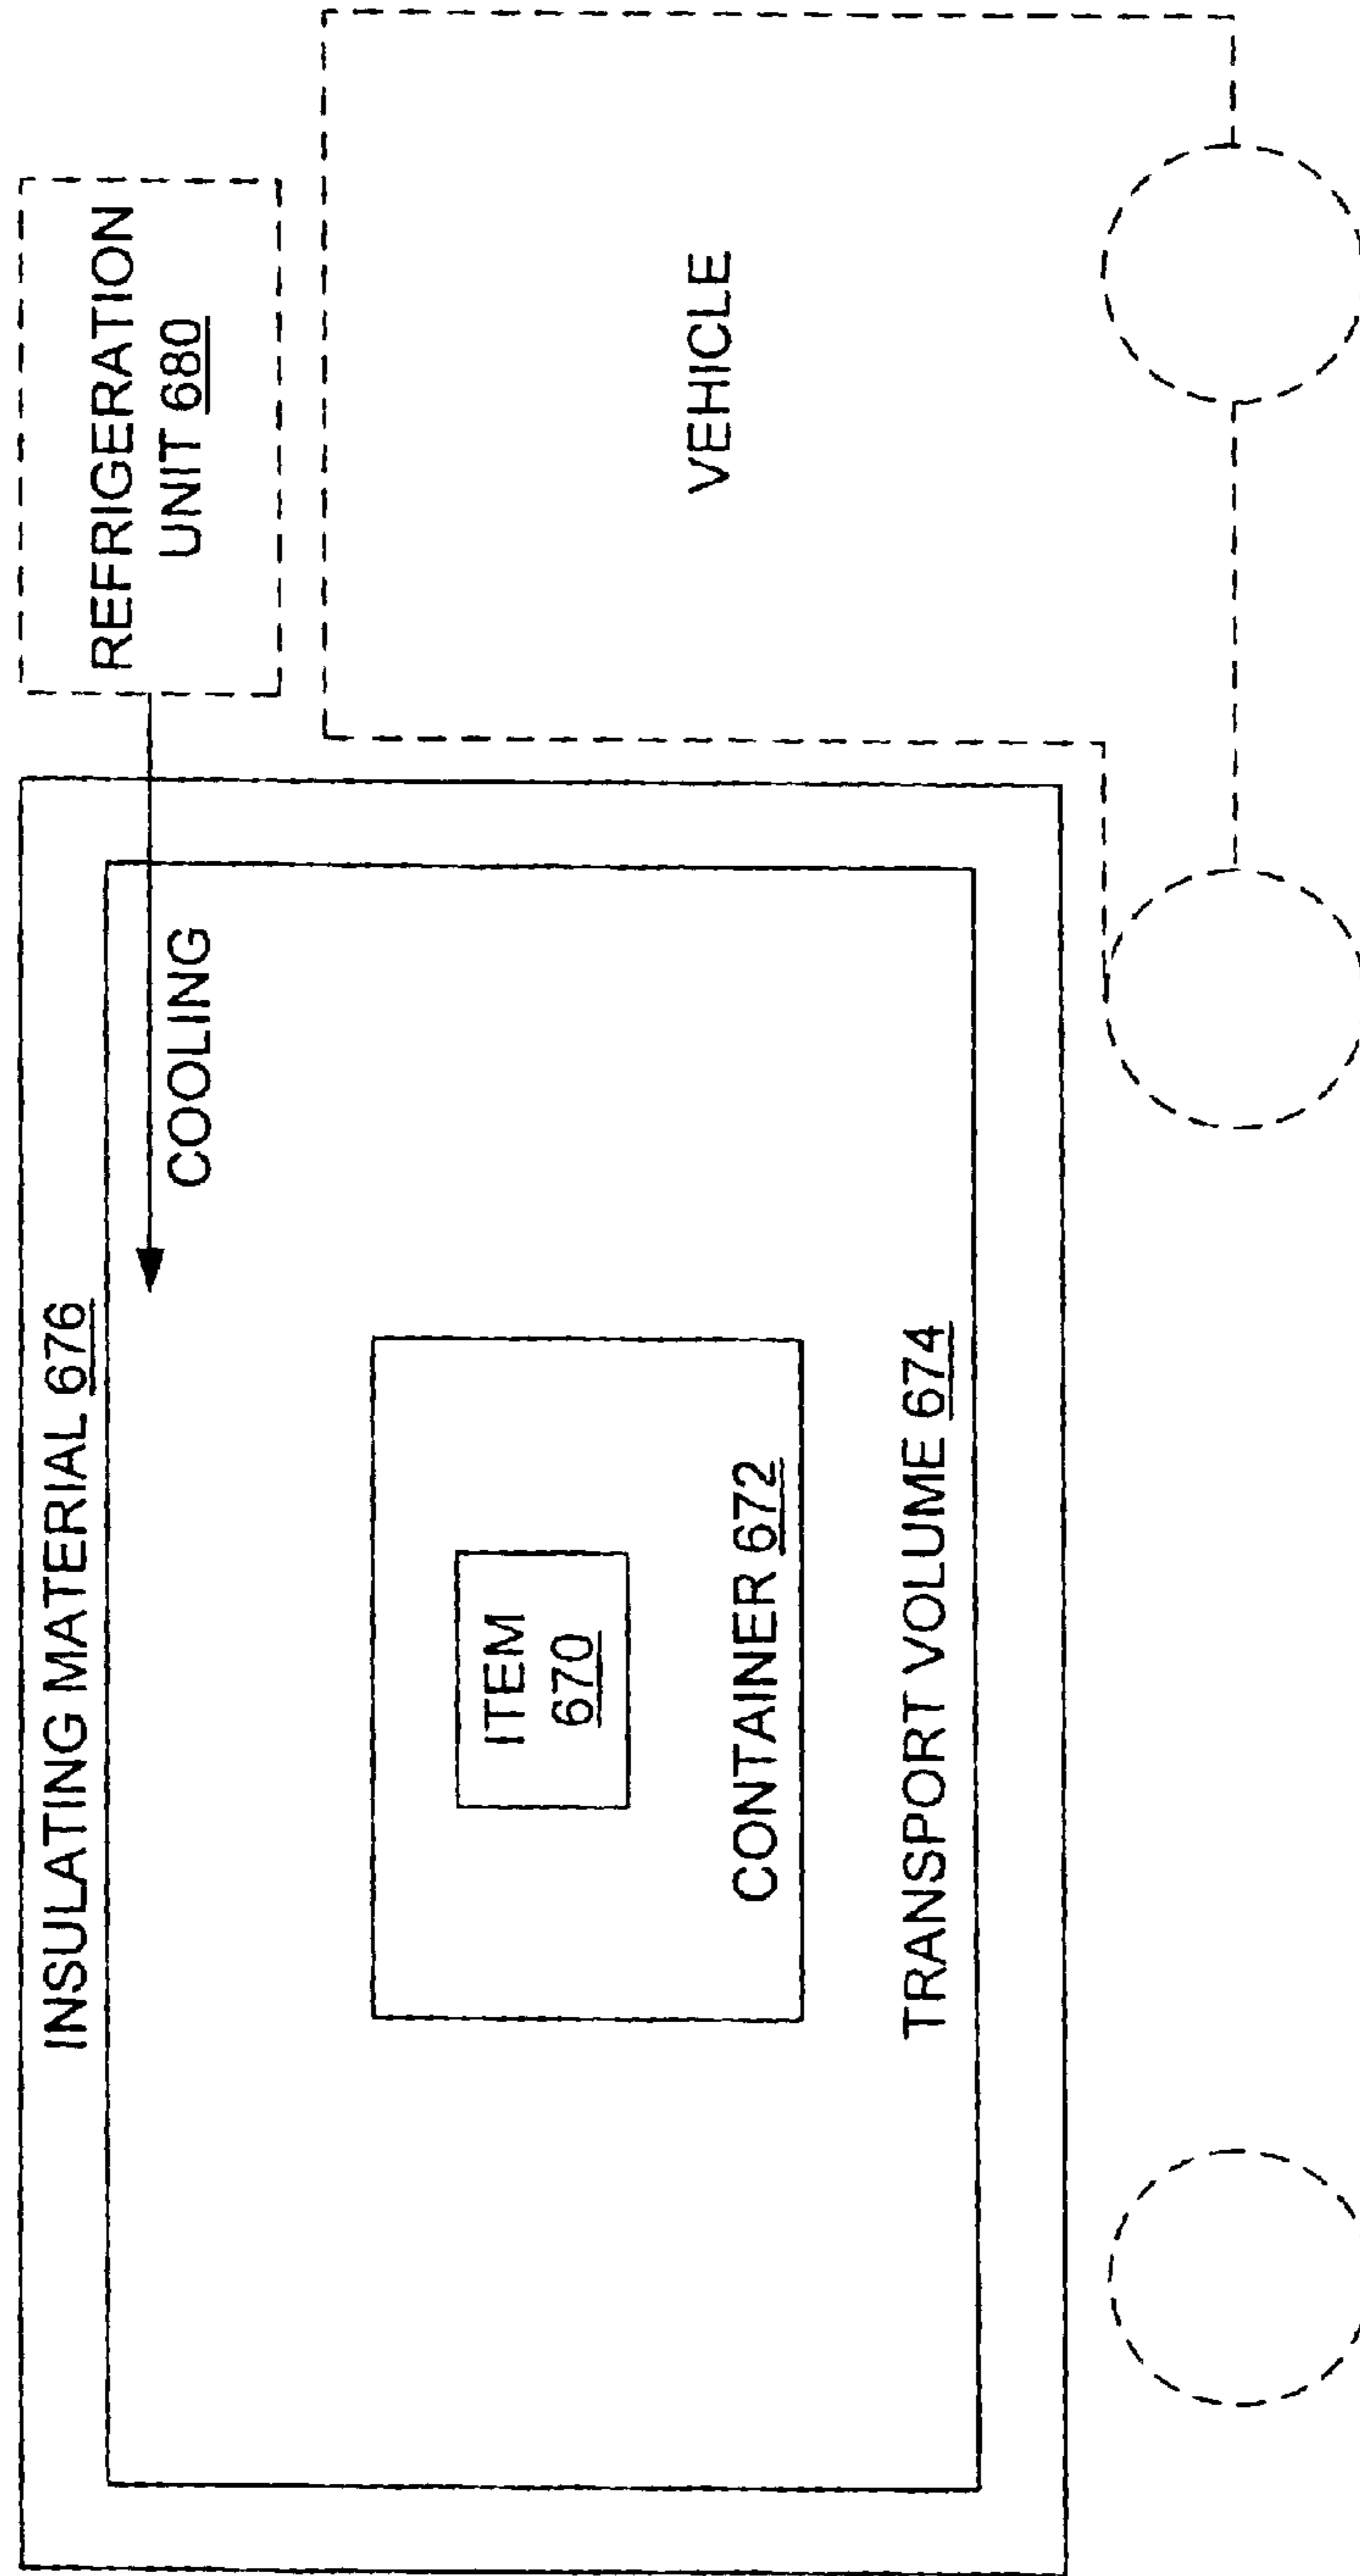 REFRIGERATION
UNIT 680
INSULATING MATERIAL 676
COOLING
VEHICLE
ITEM
670
CONTAINER 672
TRANSPORT VOLUME 674